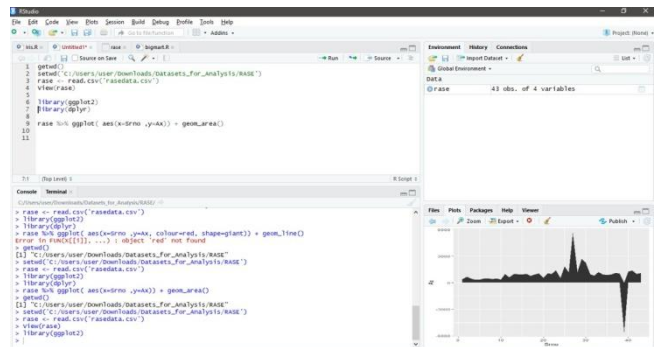 RStudio
File Edit Code View Plots Session Build Debug Profile Tools Help
Go to file/function
Addins
Project: (None)
iris.R
Untitled1*
rase
bigmart.R
Source on Save
Run
Source
1 getwd()
2 setwd('C:/Users/user/Downloads/Datasets_for_Analysis/RASE')
3 rase <- read.csv('rasedata.csv')
4 View(rase)
5
6 library(ggplot2)
7 library(dplyr)
8
9 rase %>% ggplot( aes(x=Srno ,y=Ax)) + geom_area()
10
11
7:1 (Top Level) R Script
Console Terminal
C:/Users/user/Downloads/Datasets_for_Analysis/RASE/
> rase <- read.csv('rasedata.csv')
> library(ggplot2)
> library(dplyr)
> rase %>% ggplot( aes(x=Srno ,y=Ax, colour=red, shape=giant)) + geom_line()
Error in FUN(X[[i]], ...) : object 'red' not found
> getwd()
[1] "C:/Users/user/Downloads/Datasets_for_Analysis/RASE"
> setwd('C:/Users/user/Downloads/Datasets_for_Analysis/RASE')
> rase <- read.csv('rasedata.csv')
> library(ggplot2)
> library(dplyr)
> rase %>% ggplot( aes(x=Srno ,y=Ax)) + geom_area()
> getwd()
[1] "C:/Users/user/Downloads/Datasets_for_Analysis/RASE"
> setwd('C:/Users/user/Downloads/Datasets_for_Analysis/RASE')
> rase <- read.csv('rasedata.csv')
> View(rase)
> library(ggplot2)
>
Environment History Connections
Import Dataset
List
Global Environment
Data
rase 43 obs. of 4 variables
Files Plots Packages Help Viewer
Zoom Export Publish
Ax
0
Srno